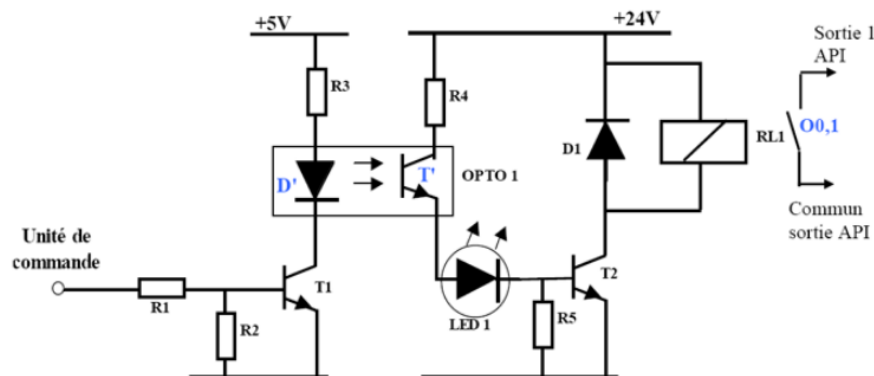 +5V
+24V
Sortie 1
API
R3
R4
D1
RL1
O0,1
D'
T'
OPTO 1
Commun
sortie API
Unité de
commande
R1
T1
R2
LED 1
T2
R5